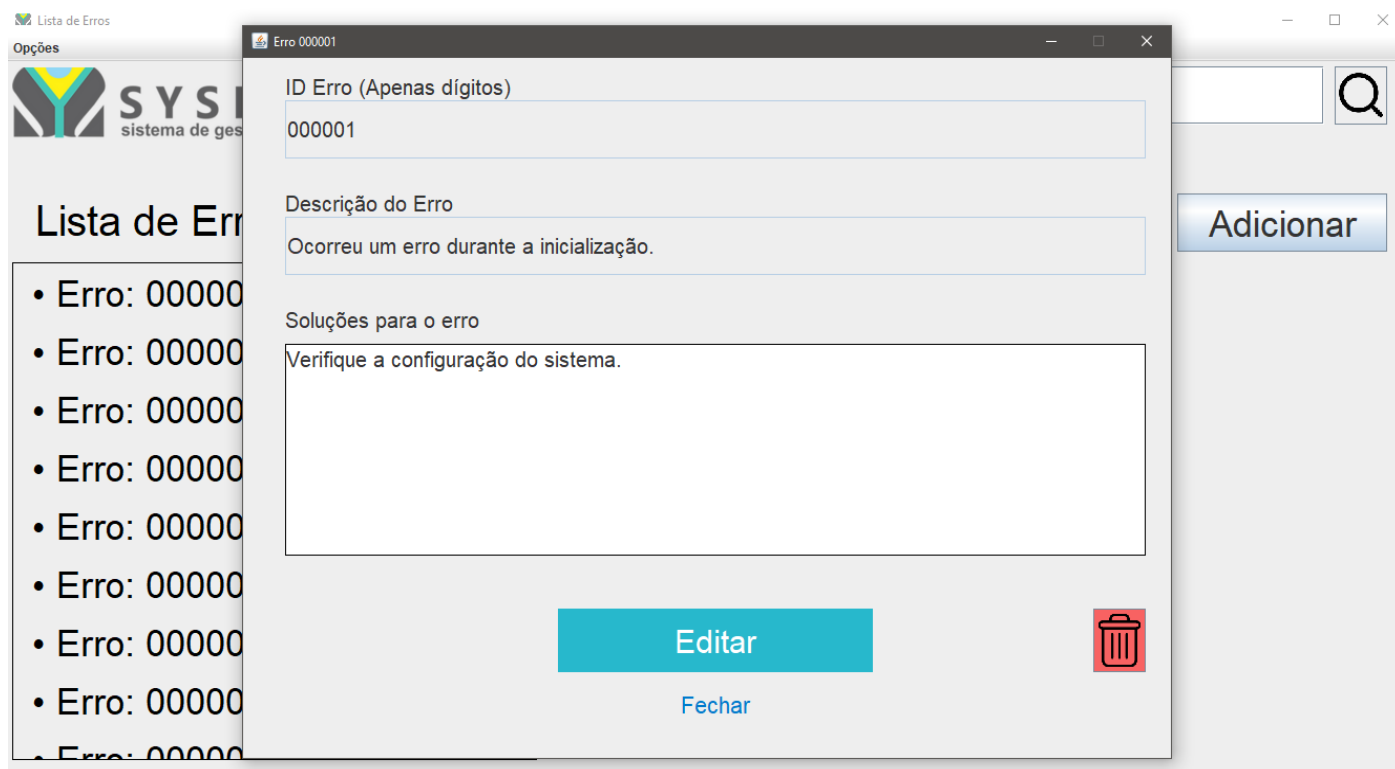 Lista de Erros
Opções
Erro 000001
SYS
sistema de ges
ID Erro (Apenas dígitos)
000001
Descrição do Erro
Ocorreu um erro durante a inicialização.
Soluções para o erro
Verifique a configuração do sistema.
Editar
Fechar
Lista de Err
Adicionar
• Erro: 00000
• Erro: 00000
• Erro: 00000
• Erro: 00000
• Erro: 00000
• Erro: 00000
• Erro: 00000
• Erro: 00000
• Erro: 00000